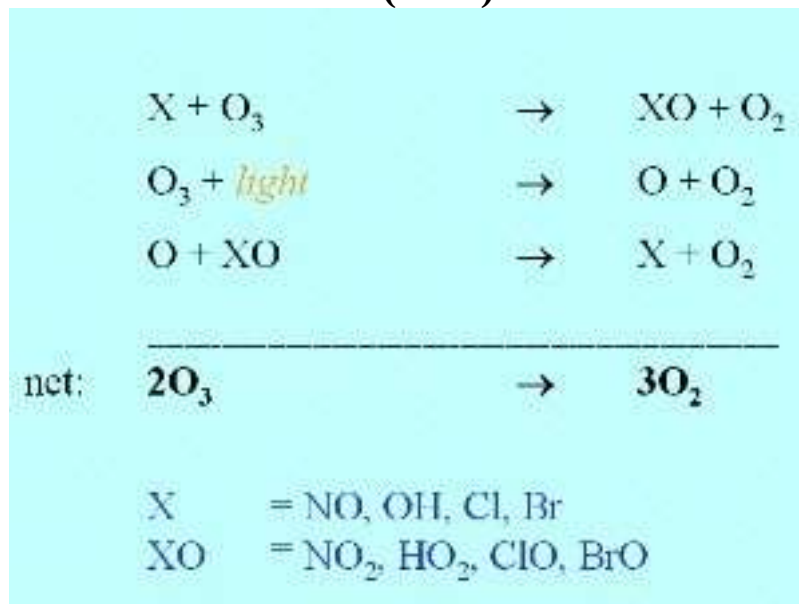 X + O₃ → XO + O₂
O₃ + light → O + O₂
O + XO → X + O₂
net: 2O₃ → 3O₂
X = NO, OH, Cl, Br
XO = NO₂, HO₂, ClO, BrO